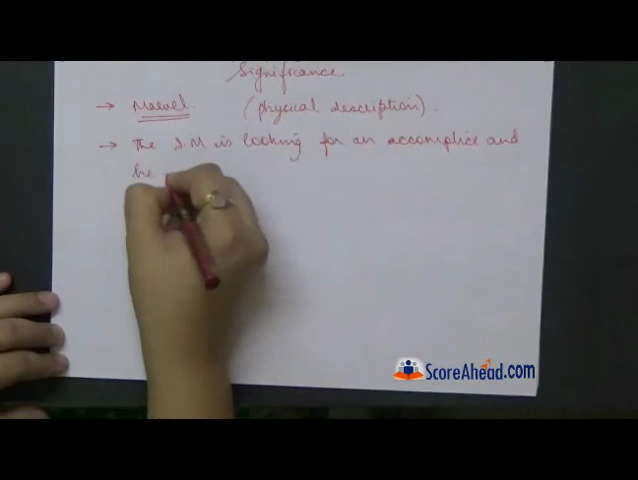 Significance.
→ Marvel. (physical description).
→ The I.M is looking for an accomplice and
he
ScoreAhead.com